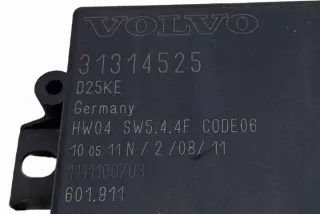 VOLVO
31314525
D25KE
Germany
HW04 SW5.4.4F CODE06
10 05 11 N / 2 / 08 / 11
601.911